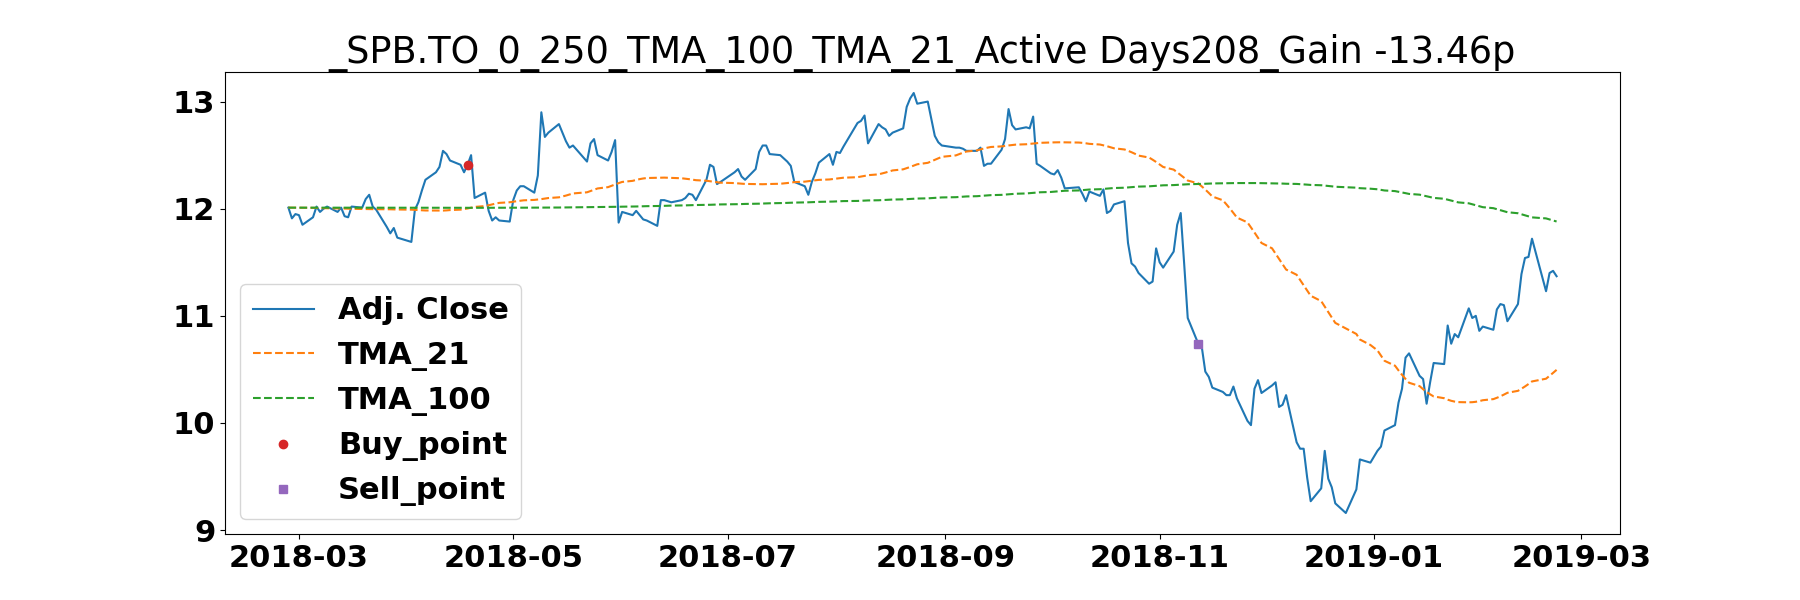 _SPB.TO_0_250_TMA_100_TMA_21_Active Days208_Gain -13.46p
13
12
11
10
9
Adj. Close
TMA_21
TMA_100
Buy_point
Sell_point
2018-03 2018-05 2018-07 2018-09 2018-11 2019-01 2019-03